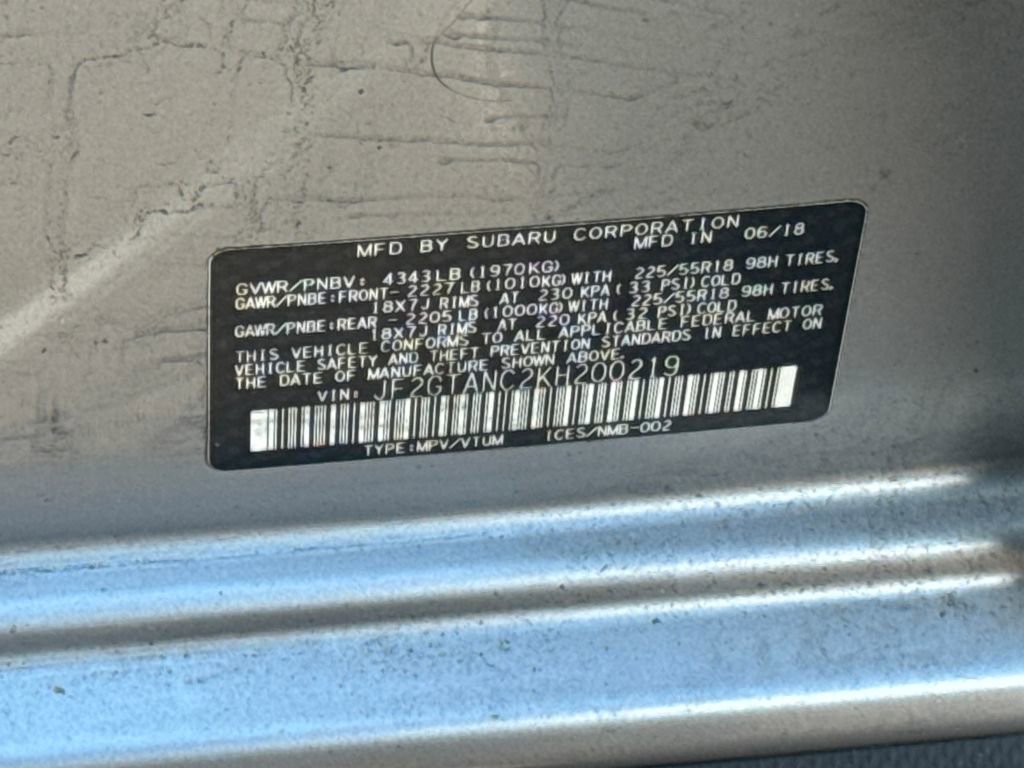 MFD BY SUBARU CORPORATION
MFD IN 06/18
GVWR/PNBV: 4343LB(1970KG)
GAWR/PNBE:FRONT- 2227LB(1010KG)WITH 225/55R18 98H TIRES,
18X7J RIMS AT 230 KPA( 33 PSI)COLD
GAWR/PNBE:REAR - 2205LB(1000KG)WITH 225/55R18 98H TIRES,
18X7J RIMS AT 220 KPA( 32 PSI)COLD
THIS VEHICLE CONFORMS TO ALL APPLICABLE FEDERAL MOTOR
VEHICLE SAFETY AND THEFT PREVENTION STANDARDS IN EFFECT ON
THE DATE OF MANUFACTURE SHOWN ABOVE.
VIN: JF2GTANC2KH200219
TYPE:MPV/VTUM ICES/NMB-002